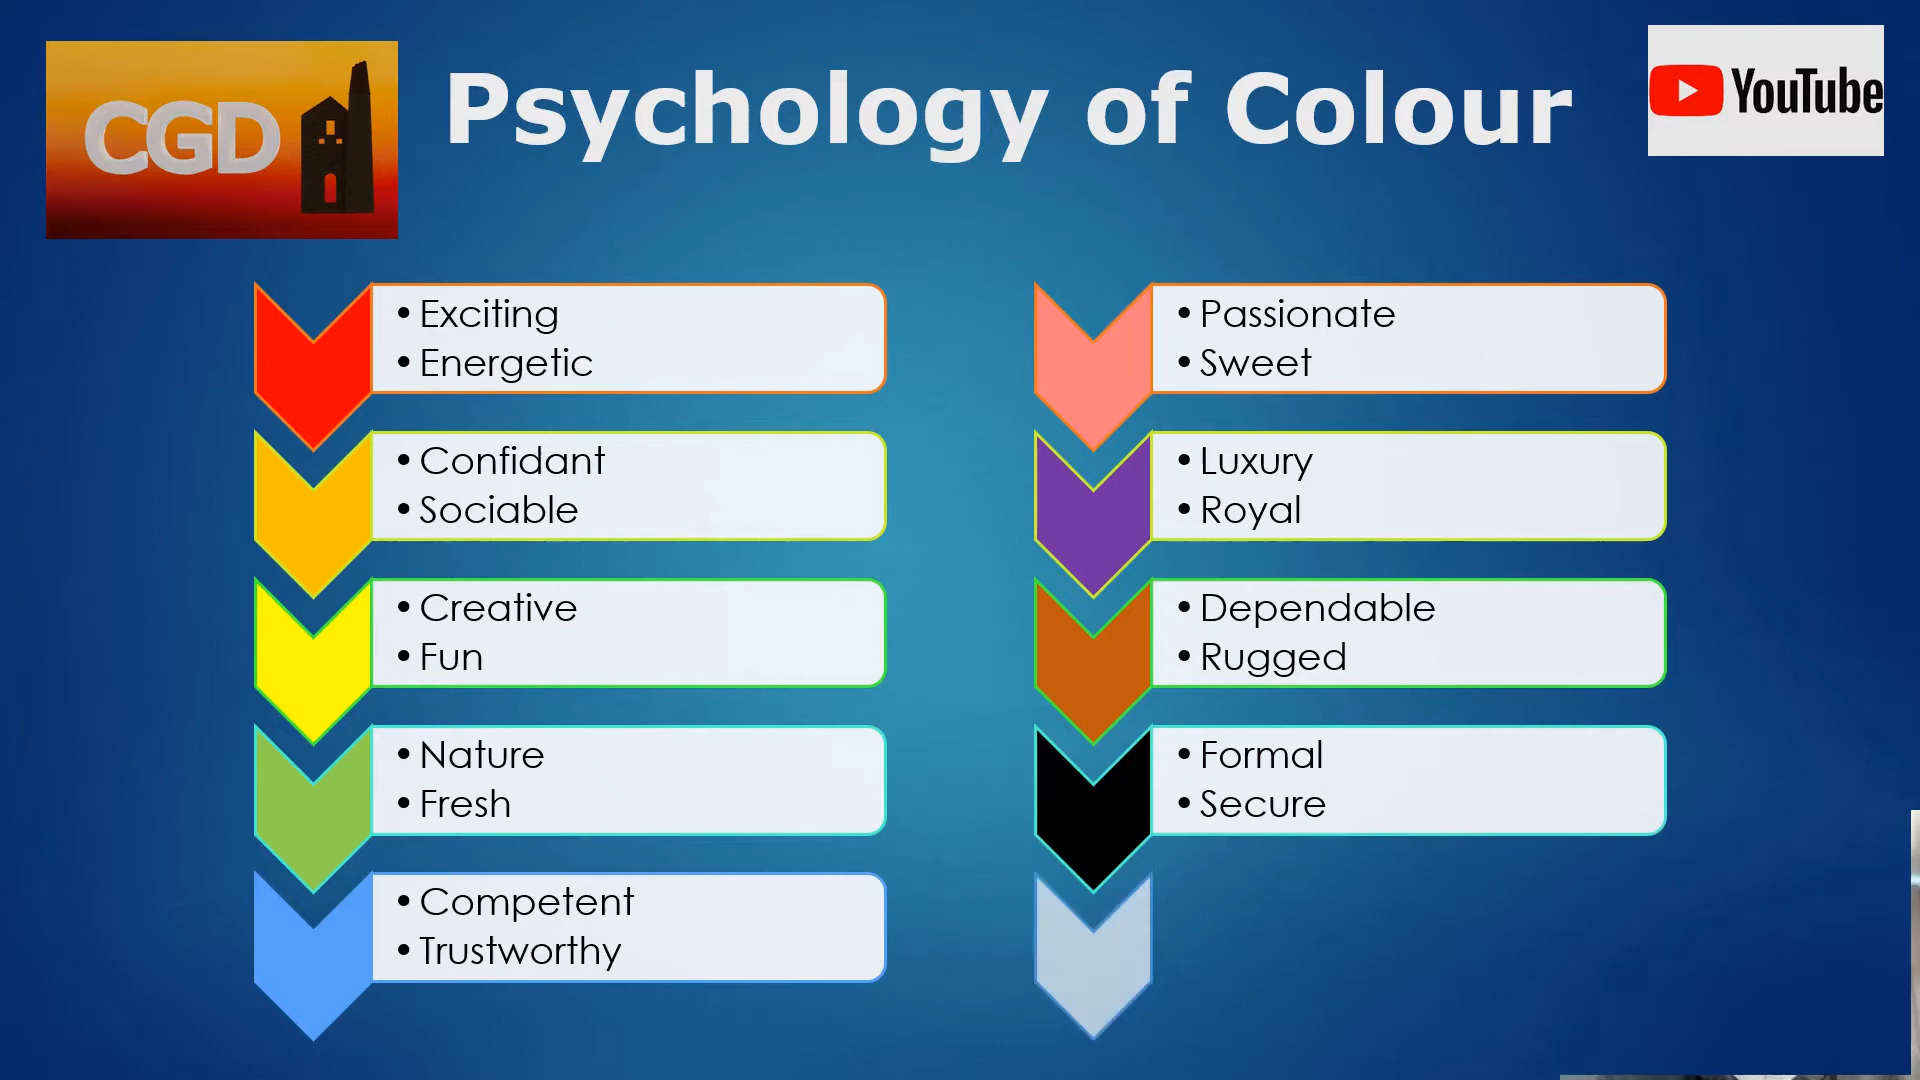 CGD
Psychology of Colour
YouTube
• Exciting
• Energetic
• Confidant
• Sociable
• Creative
• Fun
• Nature
• Fresh
• Competent
• Trustworthy
• Passionate
• Sweet
• Luxury
• Royal
• Dependable
• Rugged
• Formal
• Secure